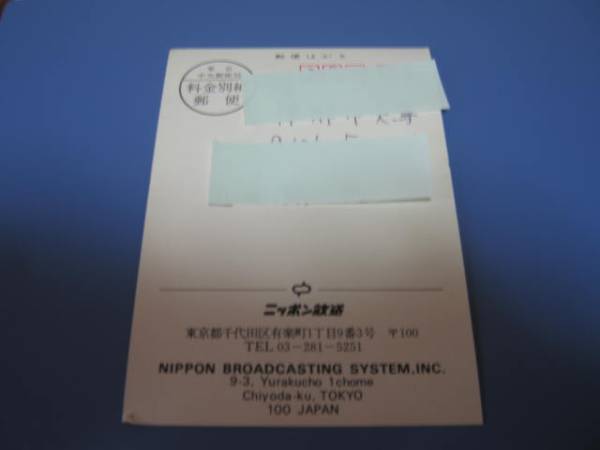 郵便はがき
料金別納
郵便
ニッポン放送
東京都千代田区有楽町1丁目9番3号 〒100
TEL 03-281-5251
NIPPON BROADCASTING SYSTEM, INC.
9-3, Yurakucho 1chome
Chiyoda-ku, TOKYO
100 JAPAN